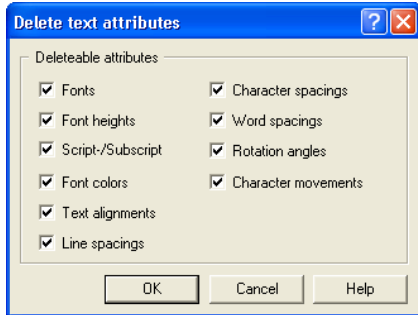 Delete text attributes
Deleteable attributes
Fonts
Character spacings
Font heights
Word spacings
Script-/Subscript
Rotation angles
Font colors
Character movements
Text alignments
Line spacings
OK
Cancel
Help